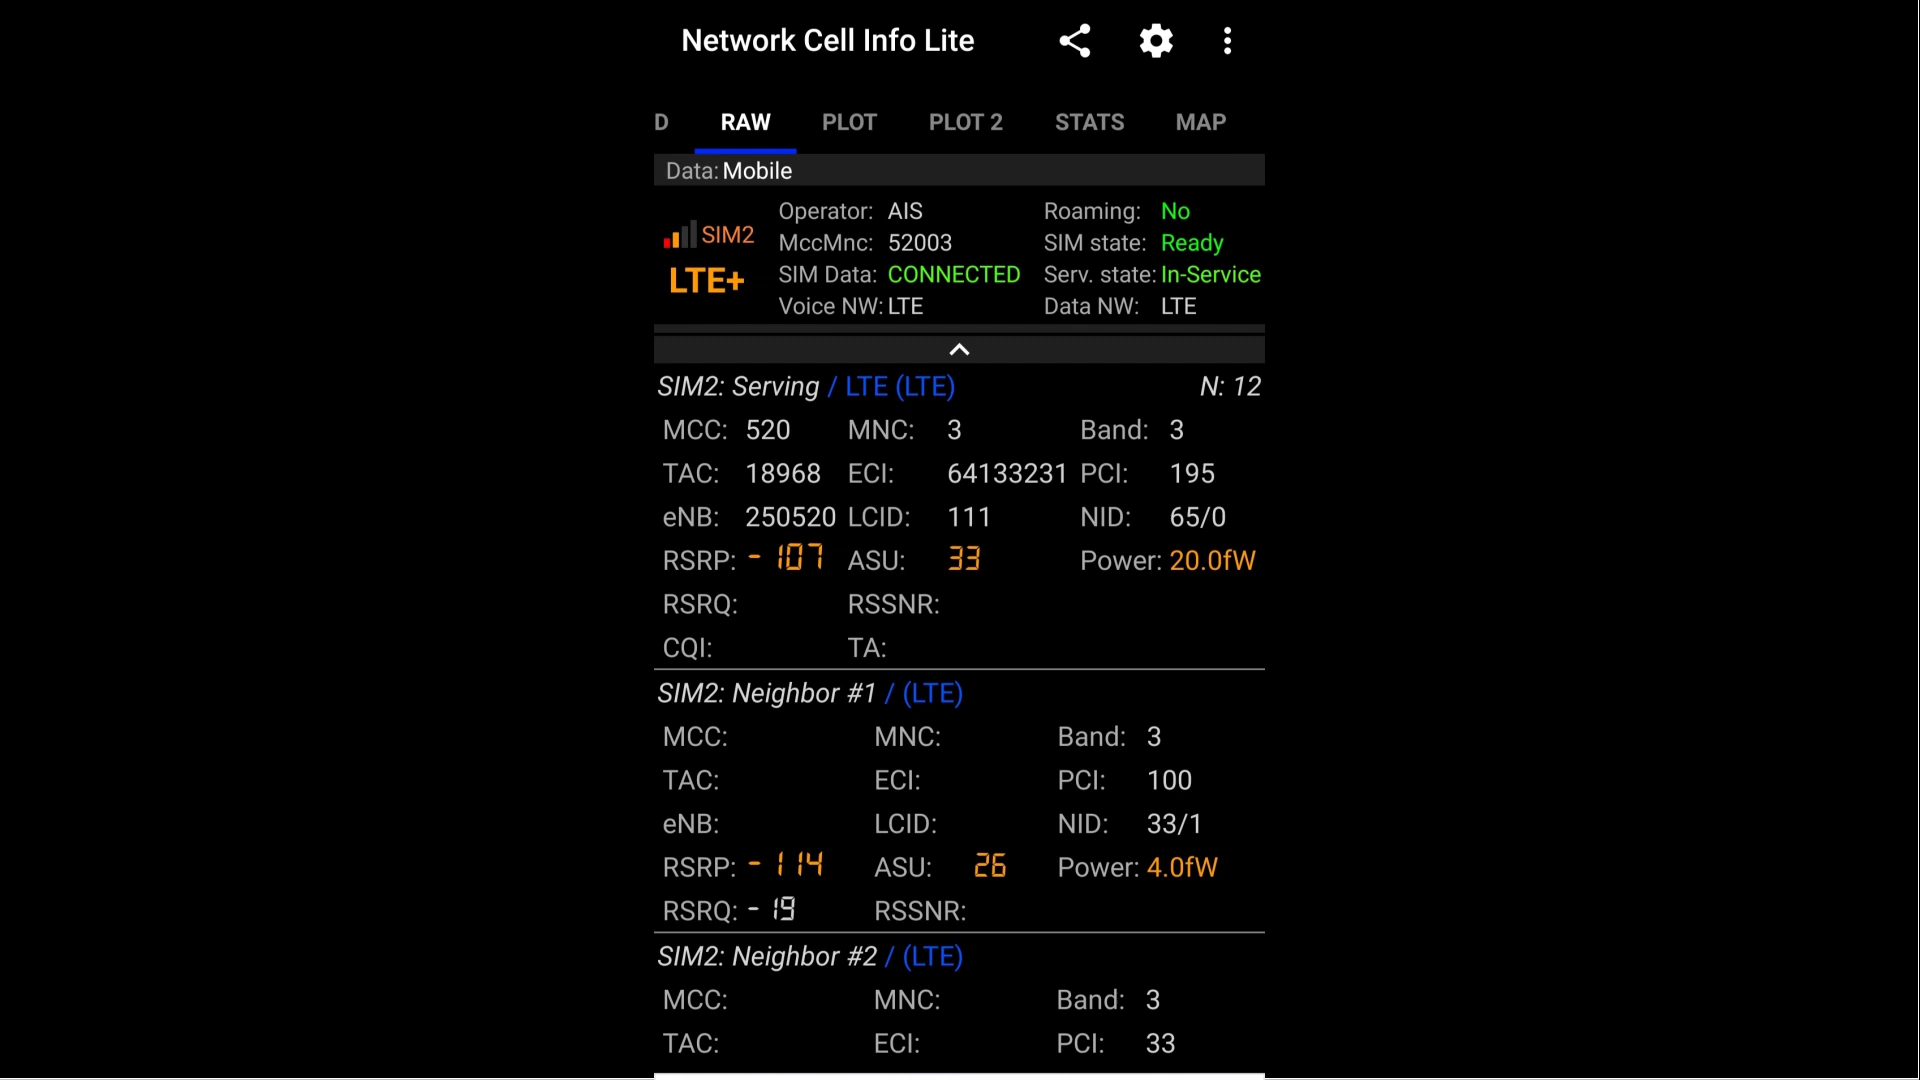 Network Cell Info Lite
D RAW PLOT PLOT 2 STATS MAP
Data: Mobile
Operator: AIS Roaming: No
SIM2 MccMnc: 52003 SIM state: Ready
LTE+ SIM Data: CONNECTED Serv. state: In-Service
Voice NW: LTE Data NW: LTE
SIM2: Serving / LTE (LTE) N: 12
MCC: 520 MNC: 3 Band: 3
TAC: 18968 ECI: 64133231 PCI: 195
eNB: 250520 LCID: 111 NID: 65/0
RSRP: -107 ASU: 33 Power: 20.0fW
RSRQ: RSSNR:
CQI: TA:
SIM2: Neighbor #1 / (LTE)
MCC: MNC: Band: 3
TAC: ECI: PCI: 100
eNB: LCID: NID: 33/1
RSRP: -114 ASU: 26 Power: 4.0fW
RSRQ: -19 RSSNR:
SIM2: Neighbor #2 / (LTE)
MCC: MNC: Band: 3
TAC: ECI: PCI: 33